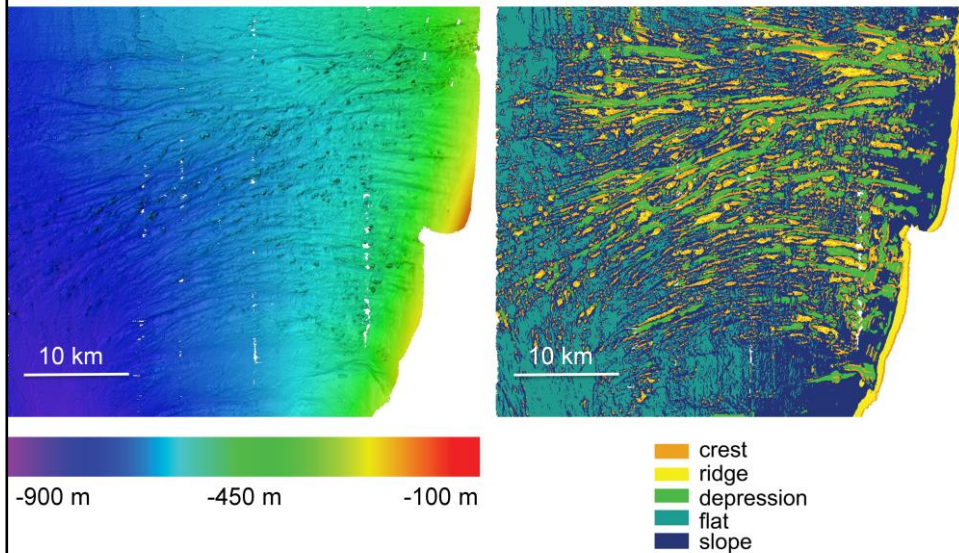 10 km
10 km
-900 m
-450 m
-100 m
crest
ridge
depression
flat
slope